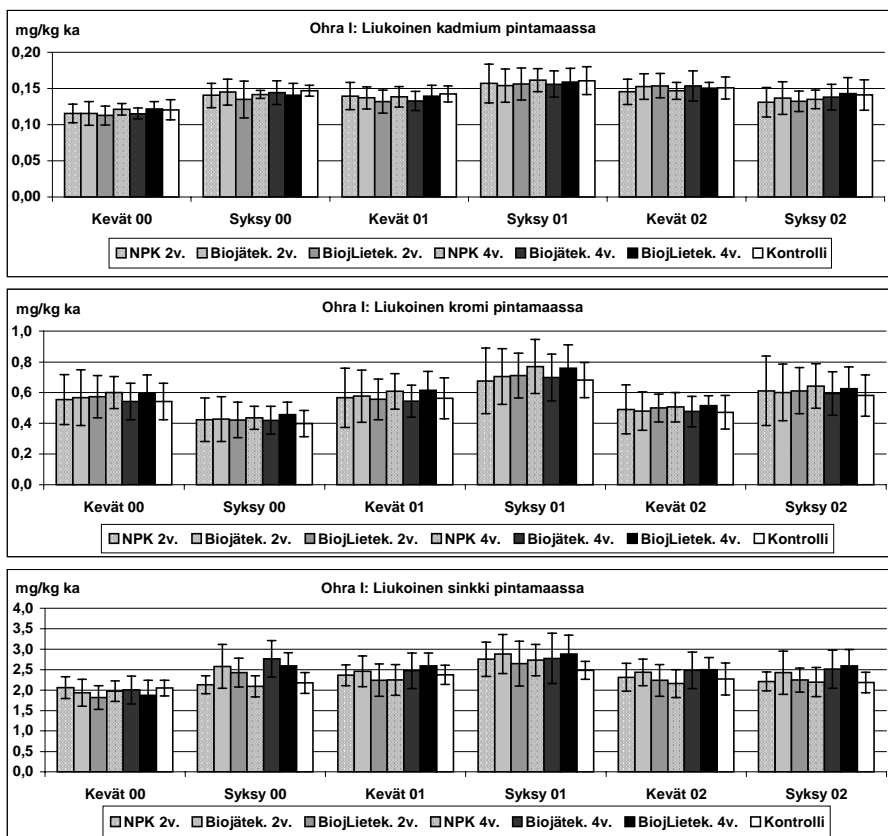 mg/kg ka
Ohra I: Liukoinen kadmium pintamaassa
0,20
0,15
0,10
0,05
0,00
Kevät 00 Syksy 00 Kevät 01 Syksy 01 Kevät 02 Syksy 02
NPK 2v. Biojätek. 2v. BiojLietek. 2v. NPK 4v. Biojätek. 4v. BiojLietek. 4v. Kontrolli
mg/kg ka
Ohra I: Liukoinen kromi pintamaassa
1,0
0,8
0,6
0,4
0,2
0,0
Kevät 00 Syksy 00 Kevät 01 Syksy 01 Kevät 02 Syksy 02
NPK 2v. Biojätek. 2v. BiojLietek. 2v. NPK 4v. Biojätek. 4v. BiojLietek. 4v. Kontrolli
mg/kg ka
Ohra I: Liukoinen sinkki pintamaassa
4,0
3,5
3,0
2,5
2,0
1,5
1,0
0,5
0,0
Kevät 00 Syksy 00 Kevät 01 Syksy 01 Kevät 02 Syksy 02
NPK 2v. Biojätek. 2v. BiojLietek. 2v. NPK 4v. Biojätek. 4v. BiojLietek. 4v. Kontrolli